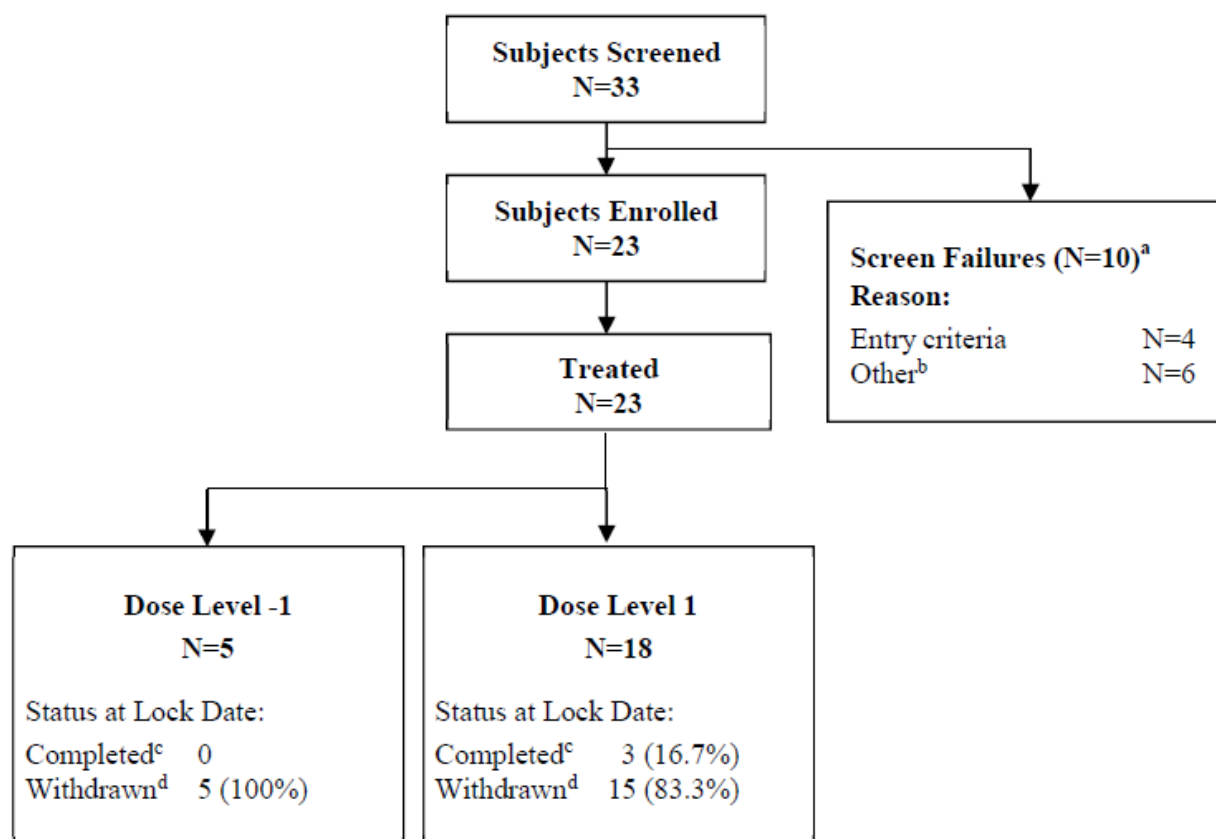 Subjects Screened
N=33
Subjects Enrolled
N=23
Screen Failures (N=10)a
Reason:
Entry criteria N=4
Otherb N=6
Treated
N=23
Dose Level -1
N=5
Status at Lock Date:
Completedc 0
Withdrawnd 5 (100%)
Dose Level 1
N=18
Status at Lock Date:
Completedc 3 (16.7%)
Withdrawnd 15 (83.3%)